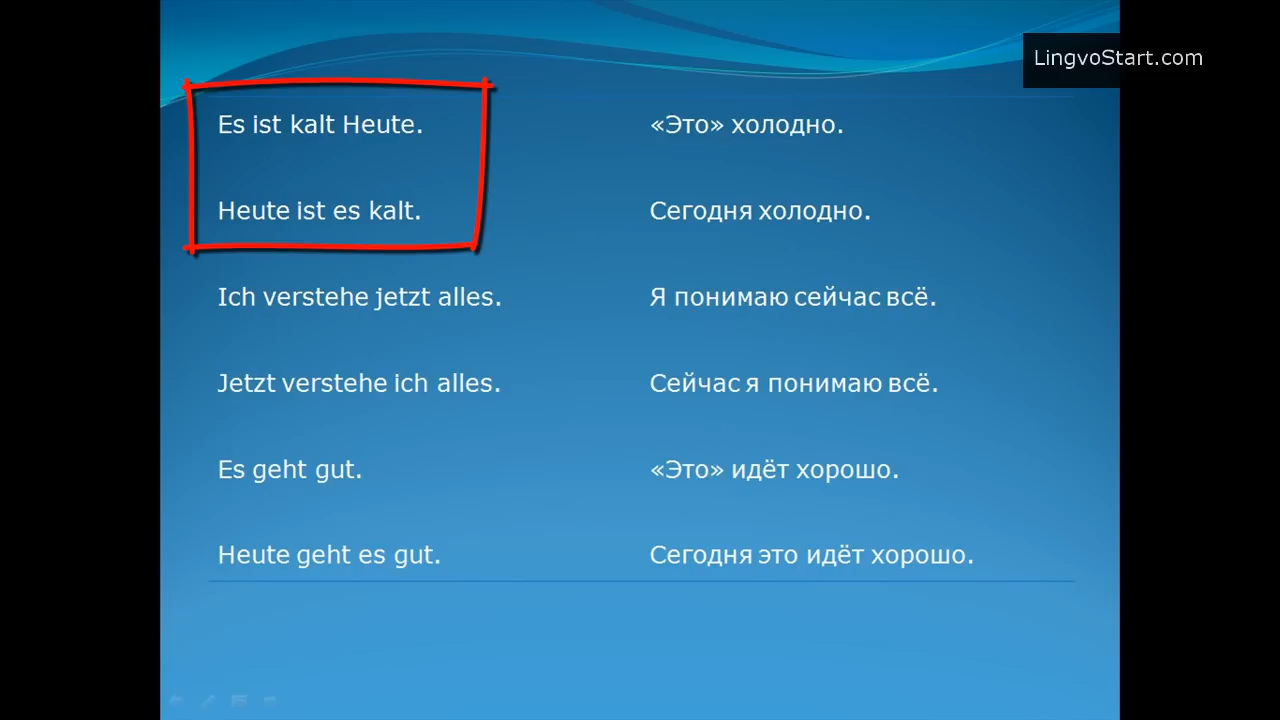 LingvoStart.com
Es ist kalt Heute. «Это» холодно.
Heute ist es kalt. Сегодня холодно.
Ich verstehe jetzt alles. Я понимаю сейчас всё.
Jetzt verstehe ich alles. Сейчас я понимаю всё.
Es geht gut. «Это» идёт хорошо.
Heute geht es gut. Сегодня это идёт хорошо.